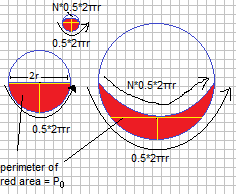 N*0.5*2πr
0.5*2πr
2r
N*0.5*2πr
0.5*2πr
0.5*2πr
perimeter of
red area = P₀